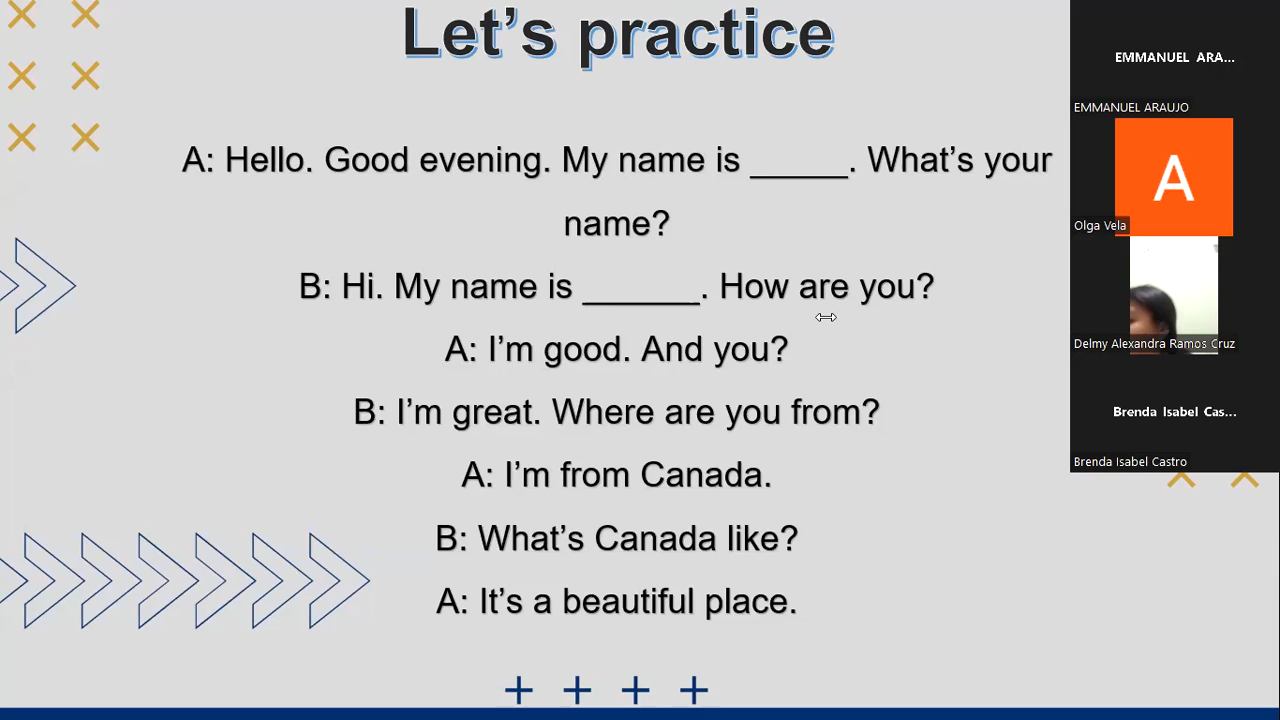 Let’s practice
A: Hello. Good evening. My name is _____. What’s your
name?
B: Hi. My name is ______. How are you?
A: I’m good. And you?
B: I’m great. Where are you from?
A: I’m from Canada.
B: What’s Canada like?
A: It’s a beautiful place.
EMMANUEL ARA...
EMMANUEL ARAUJO
A
Olga Vela
Delmy Alexandra Ramos Cruz
Brenda Isabel Cas...
Brenda Isabel Castro